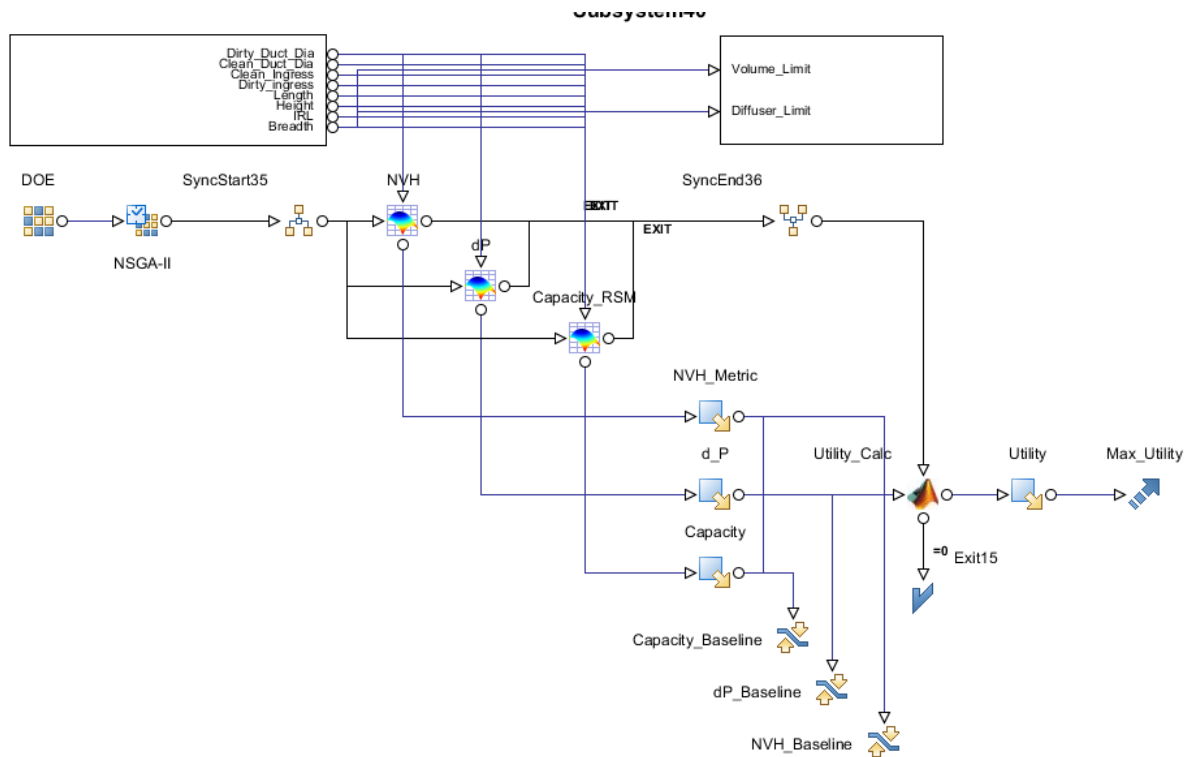 Subsystem40
Dirty_Duct_Dia
Clean_Duct_Dia
Clean_Ingress
Dirty_ingress
Length
Height
IRL
Breadth
Volume_Limit
Diffuser_Limit
DOE
SyncStart35
NVH
SyncEnd36
EXIT
EXIT
NSGA-II
dP
Capacity_RSM
NVH_Metric
d_P
Utility_Calc
Utility
Max_Utility
Capacity
=0
Exit15
Capacity_Baseline
dP_Baseline
NVH_Baseline